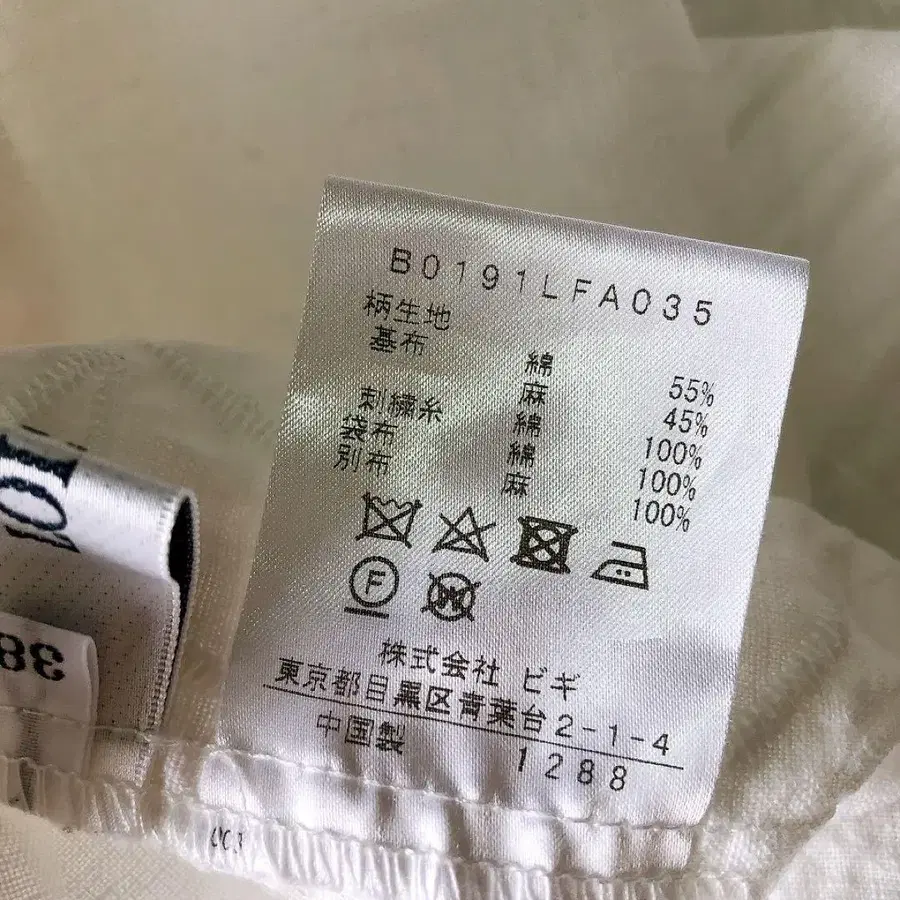 B0191LFA035
柄生地
基布 綿 55%
麻 45%
刺繍糸 綿 100%
袋布 綿 100%
別布 麻 100%
F
W
株式会社 ビギ
東京都目黒区青葉台2-1-4
中国製 1288
38
003